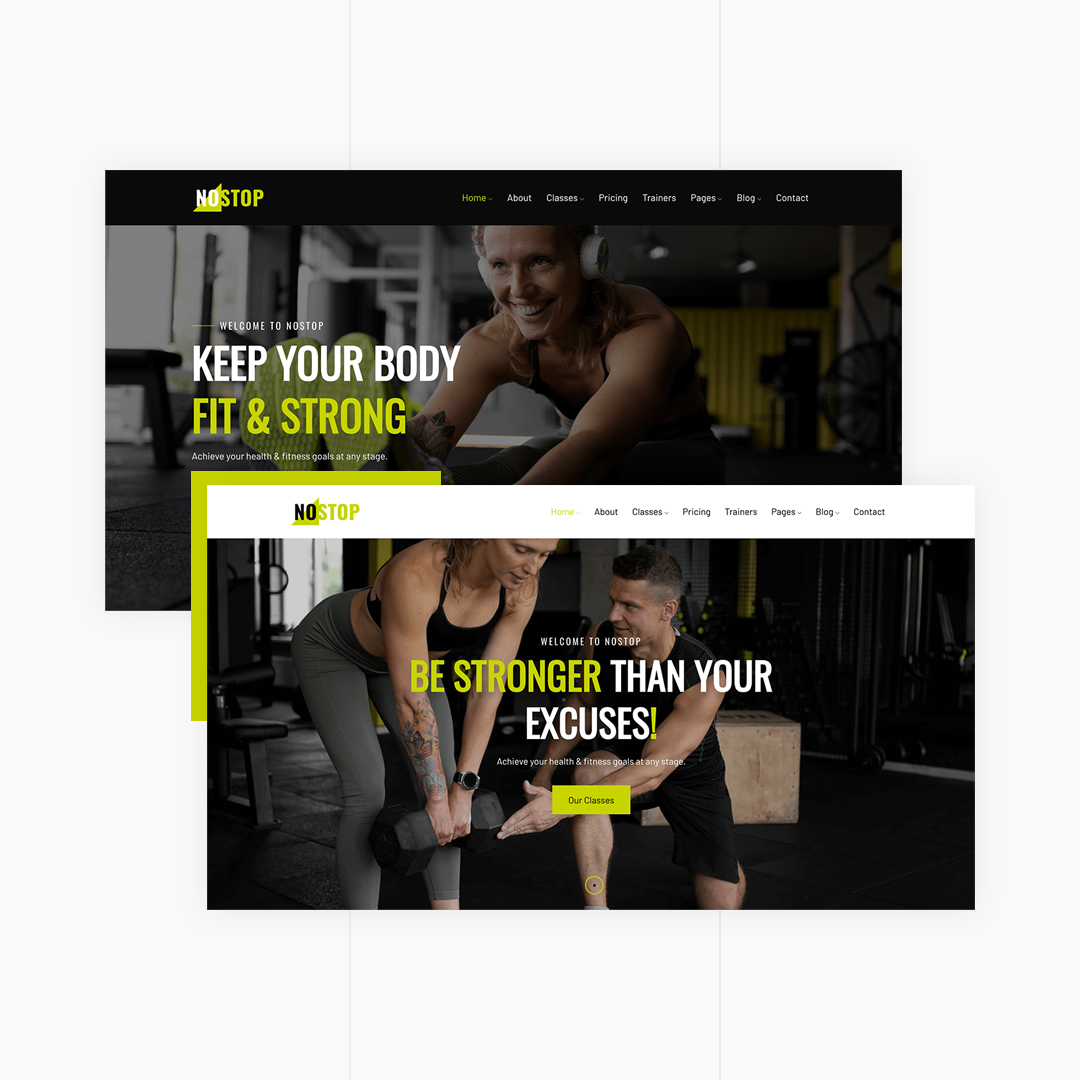 NOSTOP
Home About Classes Pricing Trainers Pages Blog Contact
WELCOME TO NOSTOP
KEEP YOUR BODY
FIT & STRONG
Achieve your health & fitness goals at any stage.
NOSTOP
Home About Classes Pricing Trainers Pages Blog Contact
WELCOME TO NOSTOP
BE STRONGER THAN YOUR
EXCUSES!
Achieve your health & fitness goals at any stage.
Our Classes